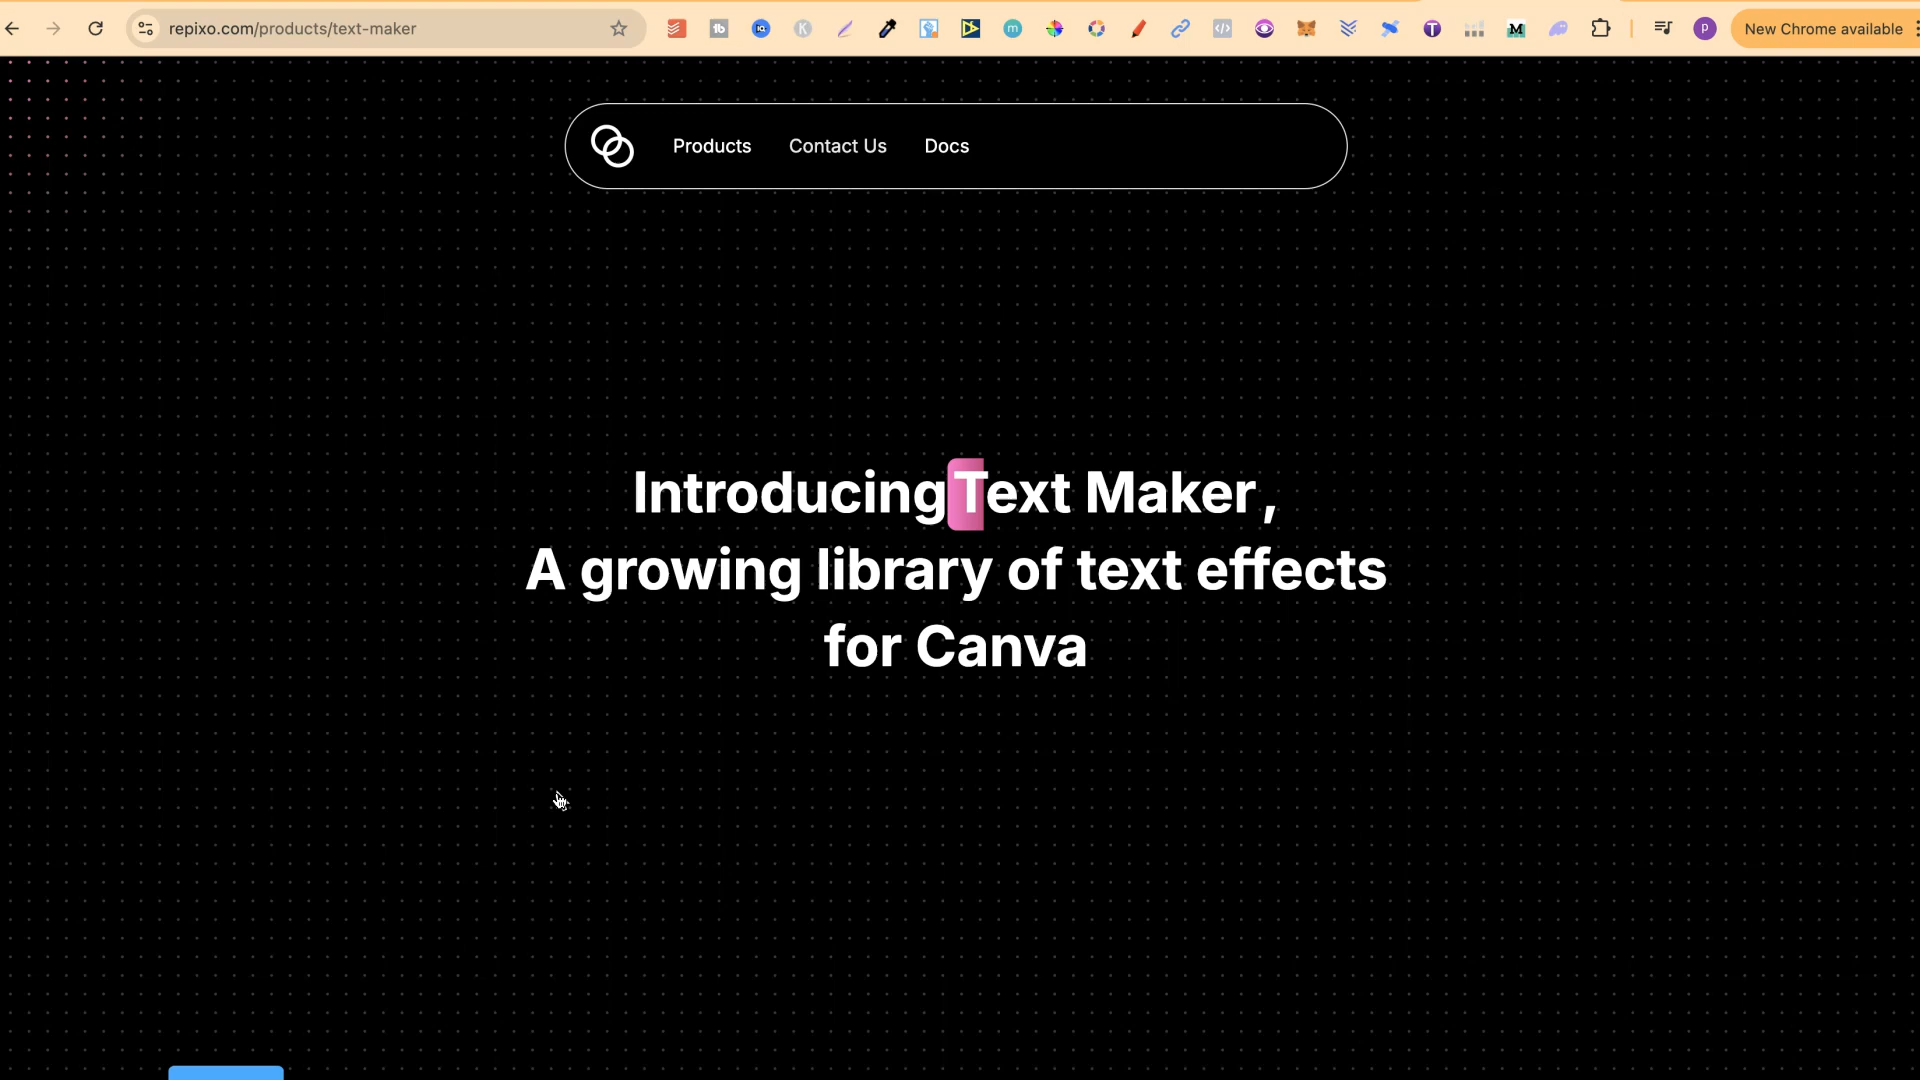 repixo.com/products/text-maker
New Chrome available
Products Contact Us Docs
Introducing Text Maker,
A growing library of text effects
for Canva